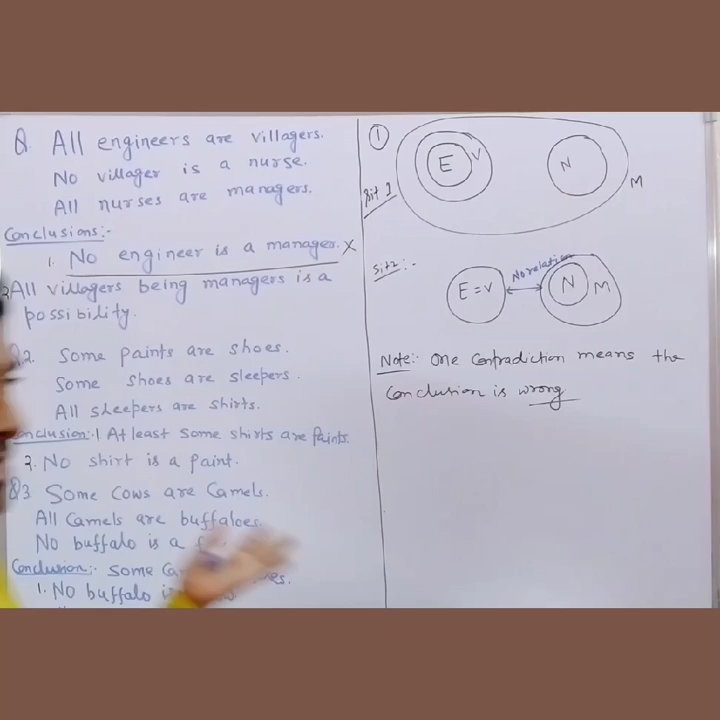 Q. All engineers are villagers.
No villager is a nurse.
All nurses are managers.
Conclusions:-
1. No engineer is a manager. X
2. All villagers being managers is a
possibility.
Q2. Some paints are shoes.
Some shoes are sleepers.
All sleepers are shirts.
Conclusion:- 1 At least some shirts are Paints.
2. No shirt is a paint.
Q3 Some Cows are Camels.
All Camels are buffaloes.
No buffalo is a
Conclusion:- Some
1. No buffalo
1
E V N M
Sit 1
Sit2:-
E = V No relation N M
Note:- One Contradiction means the
Conclusion is wrong